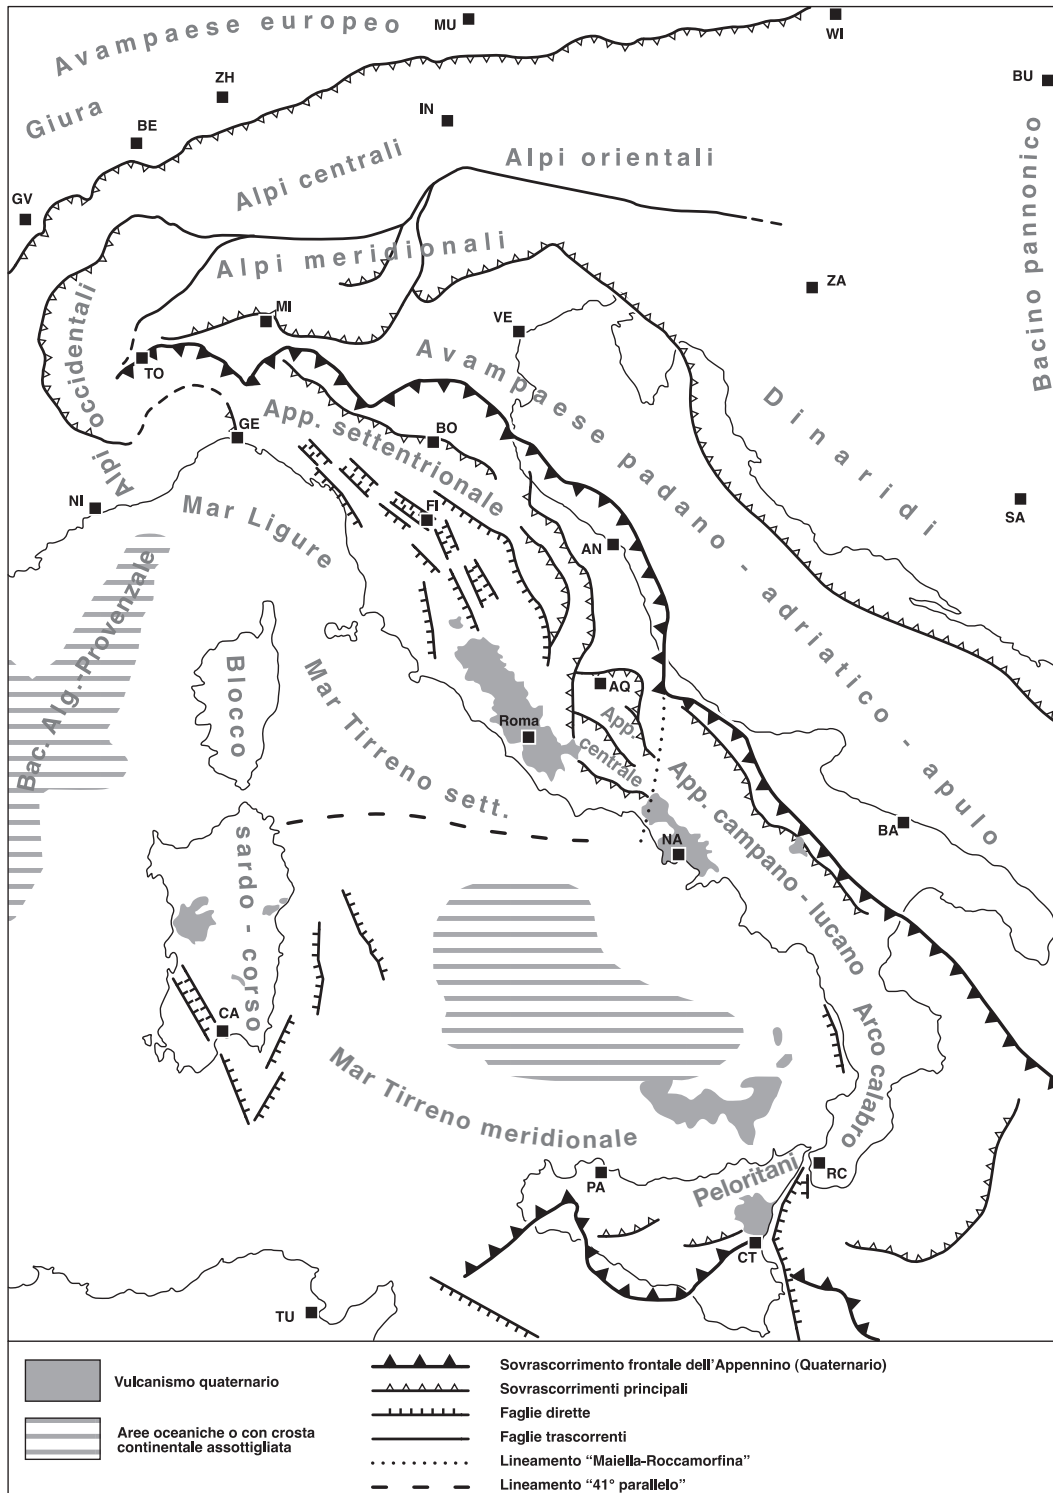 Avampaese europeo
MU
WI
ZH
BU
Giura
BE
IN
Alpi centrali
Alpi orientali
GV
Bacino pannonico
Alpi meridionali
ZA
MI
VE
Alpi occidentali
TO
Avampaese padano - adriatico - apulo
Dinaridi
App. settentrionale
GE
BO
NI
Mar Ligure
FI
SA
AN
Bac. Alg.-Provenzale
Blocco
sardo - corso
Mar Tirreno sett.
AQ
Roma
App.
centrale
App. campano - lucano
NA
BA
CA
Arco calabro
Mar Tirreno meridionale
PA
Peloritani
RC
CT
TU
Vulcanismo quaternario
Aree oceaniche o con crosta
continentale assottigliata
Sovrascorrimento frontale dell'Appennino (Quaternario)
Sovrascorrimenti principali
Faglie dirette
Faglie trascorrenti
Lineamento “Maiella-Roccamorfina”
Lineamento “41° parallelo”